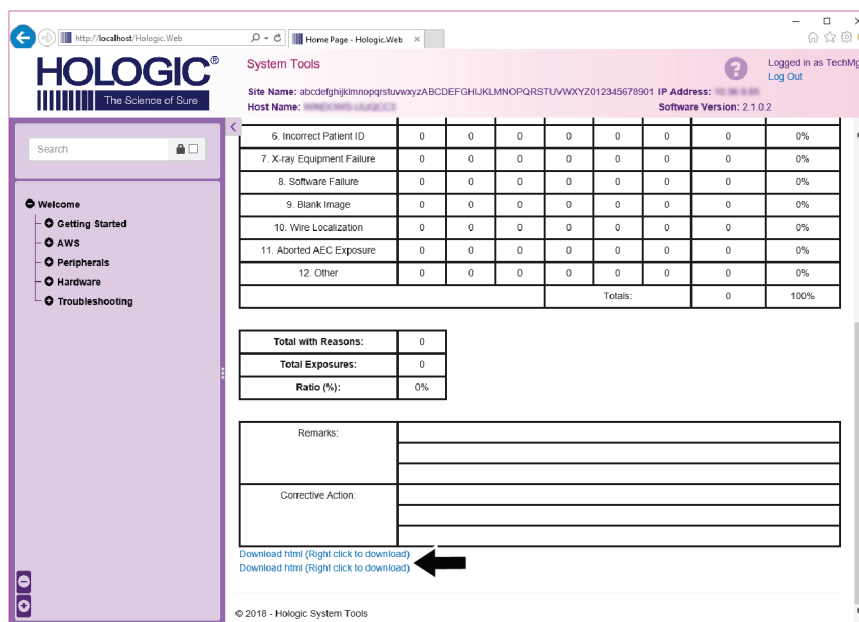 http://localhost/Hologic.Web
Home Page - Hologic.Web
HOLOGIC®
The Science of Sure
System Tools
Logged in as TechMg
Log Out
Site Name: abcdefghijklmnopqrstuvwxyzABCDEFGHIJKLMNOPQRSTUVWXYZ012345678901 IP Address:
Host Name: Software Version: 2.1.0.2
Search
Welcome
Getting Started
AWS
Peripherals
Hardware
Troubleshooting
6. Incorrect Patient ID 0 0 0 0 0 0 0 0%
7. X-ray Equipment Failure 0 0 0 0 0 0 0 0%
8. Software Failure 0 0 0 0 0 0 0 0%
9. Blank Image 0 0 0 0 0 0 0 0%
10. Wire Localization 0 0 0 0 0 0 0 0%
11. Aborted AEC Exposure 0 0 0 0 0 0 0 0%
12. Other 0 0 0 0 0 0 0 0%
Totals: 0 100%
Total with Reasons: 0
Total Exposures: 0
Ratio (%): 0%
Remarks:
Corrective Action:
Download html (Right click to download)
Download html (Right click to download)
© 2018 - Hologic System Tools